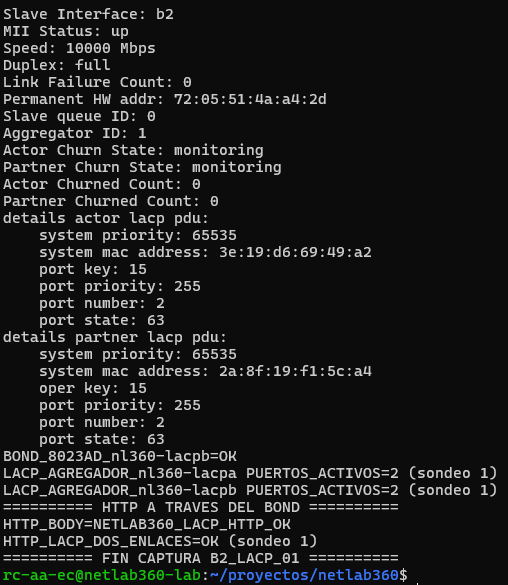 Slave Interface: b2
MII Status: up
Speed: 10000 Mbps
Duplex: full
Link Failure Count: 0
Permanent HW addr: 72:05:51:4a:a4:2d
Slave queue ID: 0
Aggregator ID: 1
Actor Churn State: monitoring
Partner Churn State: monitoring
Actor Churned Count: 0
Partner Churned Count: 0
details actor lacp pdu:
    system priority: 65535
    system mac address: 3e:19:d6:69:49:a2
    port key: 15
    port priority: 255
    port number: 2
    port state: 63
details partner lacp pdu:
    system priority: 65535
    system mac address: 2a:8f:19:f1:5c:a4
    oper key: 15
    port priority: 255
    port number: 2
    port state: 63
BOND_8023AD_nl360-lacpb=OK
LACP_AGREGADOR_nl360-lacpa PUERTOS_ACTIVOS=2 (sondeo 1)
LACP_AGREGADOR_nl360-lacpb PUERTOS_ACTIVOS=2 (sondeo 1)
========== HTTP A TRAVES DEL BOND ==========
HTTP_BODY=NETLAB360_LACP_HTTP_OK
HTTP_LACP_DOS_ENLACES=OK (sondeo 1)
========== FIN CAPTURA B2_LACP_01 ==========
rc-aa-ec@netlab360-lab:~/proyectos/netlab360$